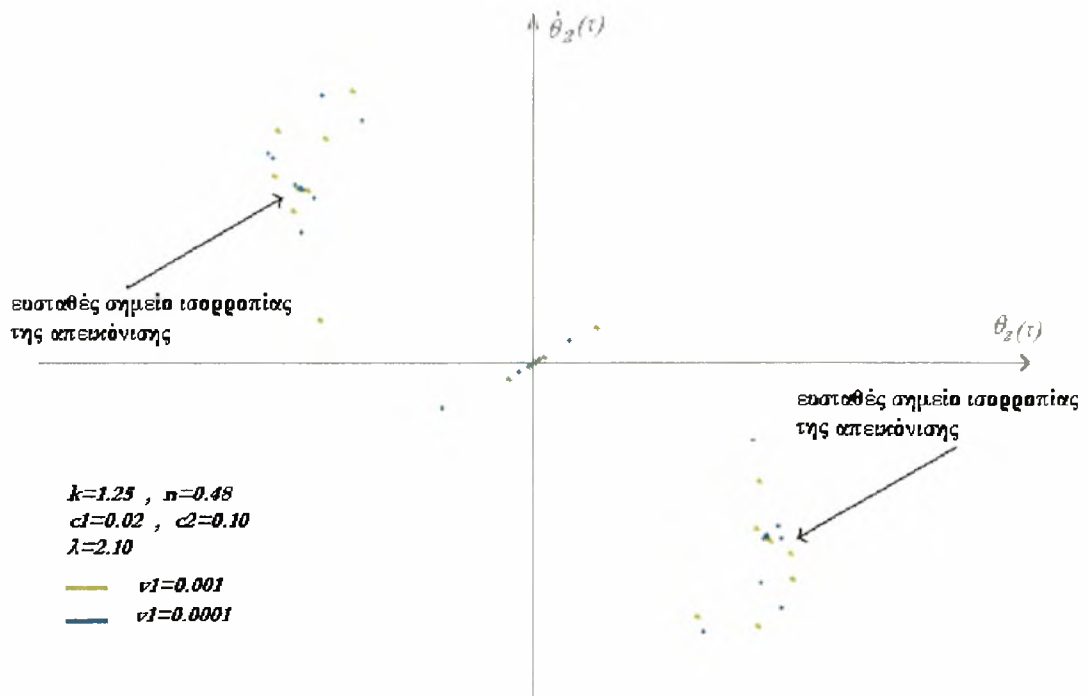 θ̇₂(τ)
ευσταθές σημείο ισορροπίας
της απεικόνισης
θ₂(τ)
ευσταθές σημείο ισορροπίας
της απεικόνισης
k=1.25 , n=0.48
c1=0.02 , c2=0.10
λ=2.10
v1=0.001
v1=0.0001